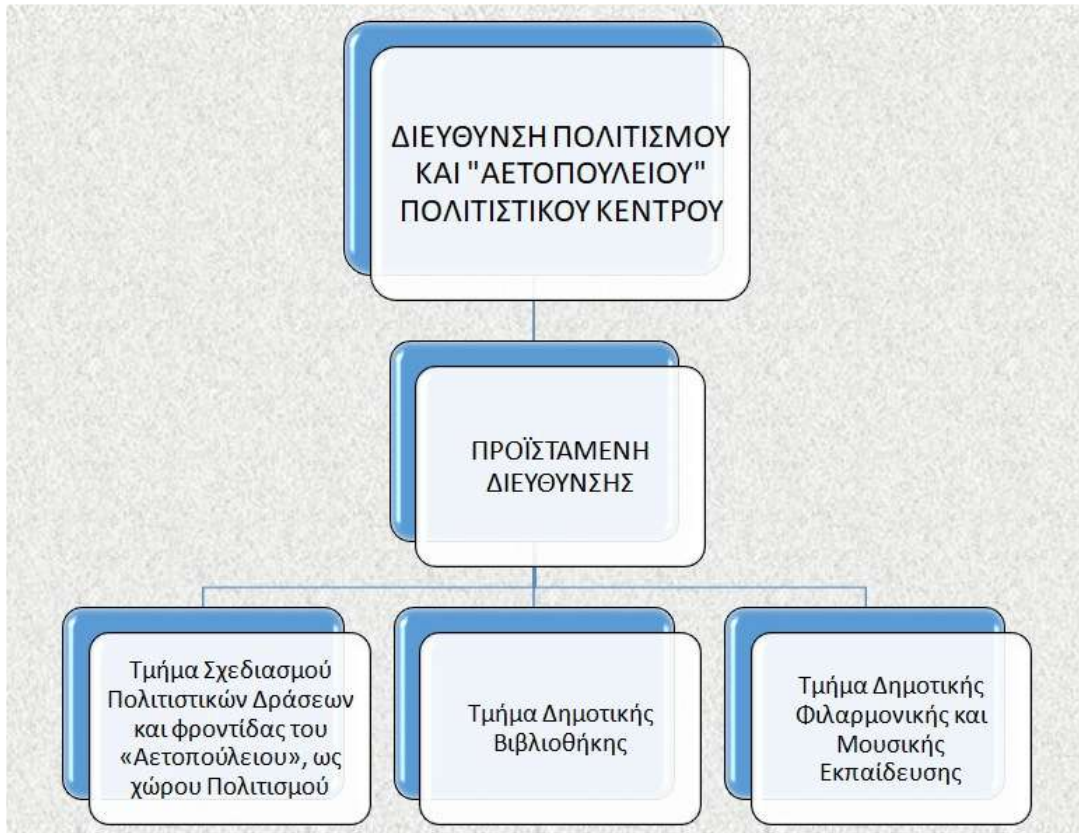 ΔΙΕΥΘΥΝΣΗ ΠΟΛΙΤΙΣΜΟΥ
ΚΑΙ "ΑΕΤΟΠΟΥΛΕΙΟΥ"
ΠΟΛΙΤΙΣΤΙΚΟΥ ΚΕΝΤΡΟΥ
ΠΡΟΪΣΤΑΜΕΝΗ
ΔΙΕΥΘΥΝΣΗΣ
Τμήμα Σχεδιασμού
Πολιτιστικών Δράσεων
και φροντίδας του
«Αετοπούλειου», ως
χώρου Πολιτισμού
Τμήμα Δημοτικής
Βιβλιοθήκης
Τμήμα Δημοτικής
Φιλαρμονικής και
Μουσικής
Εκπαίδευσης